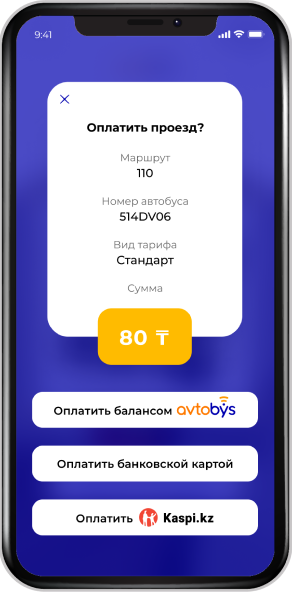 9:41
Оплатить проезд?
Маршрут
110
Номер автобуса
514DV06
Вид тарифа
Стандарт
Сумма
80 ₸
Оплатить балансом avtobys
Оплатить банковской картой
Оплатить Kaspi.kz